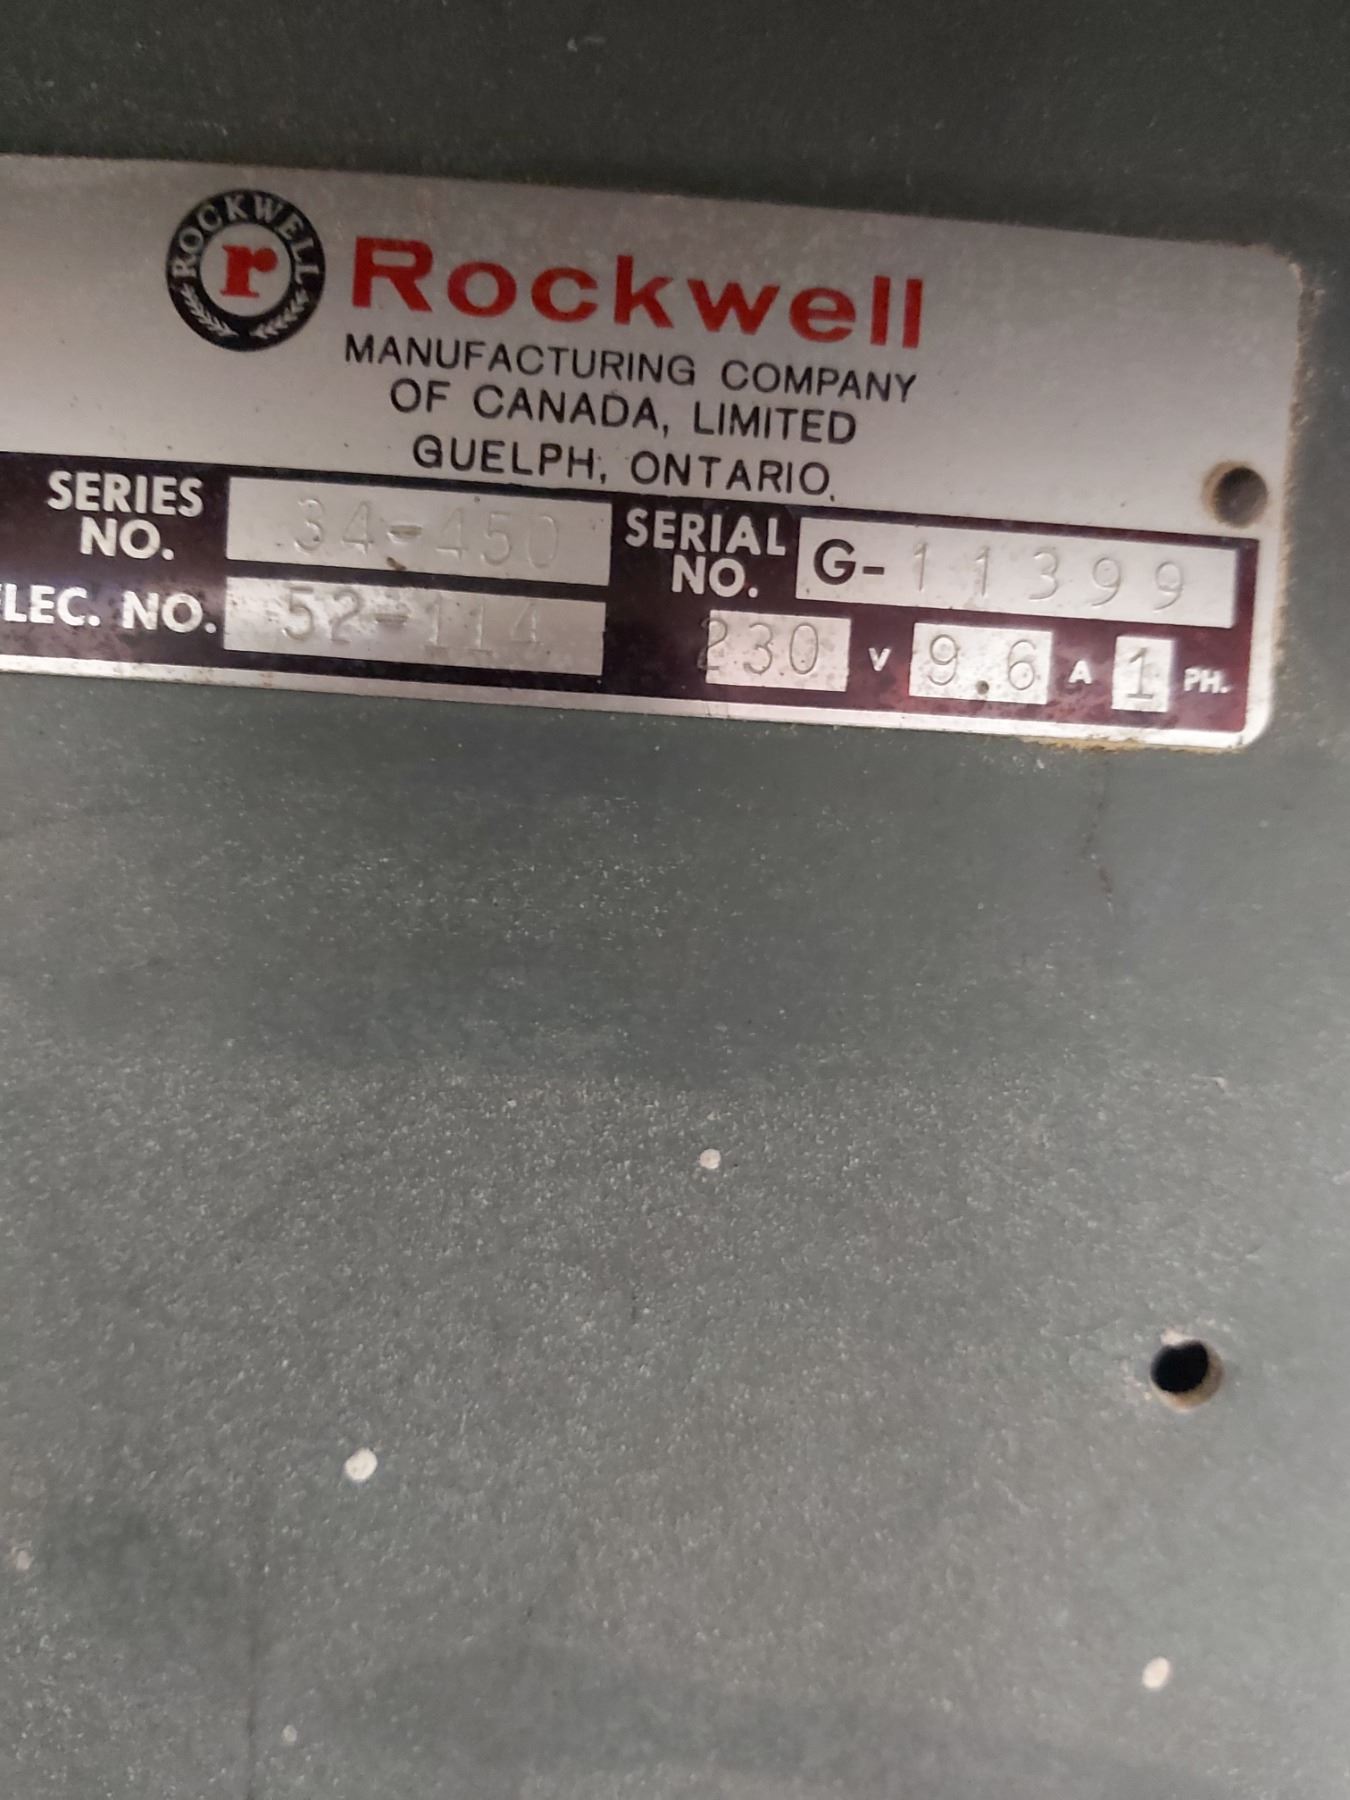 ROCKWELL
r
Rockwell
MANUFACTURING COMPANY
OF CANADA, LIMITED
GUELPH, ONTARIO.
SERIES NO. 34-450 SERIAL NO. G-11399
LEC. NO. 52-114 230 V 9.6 A 1 PH.